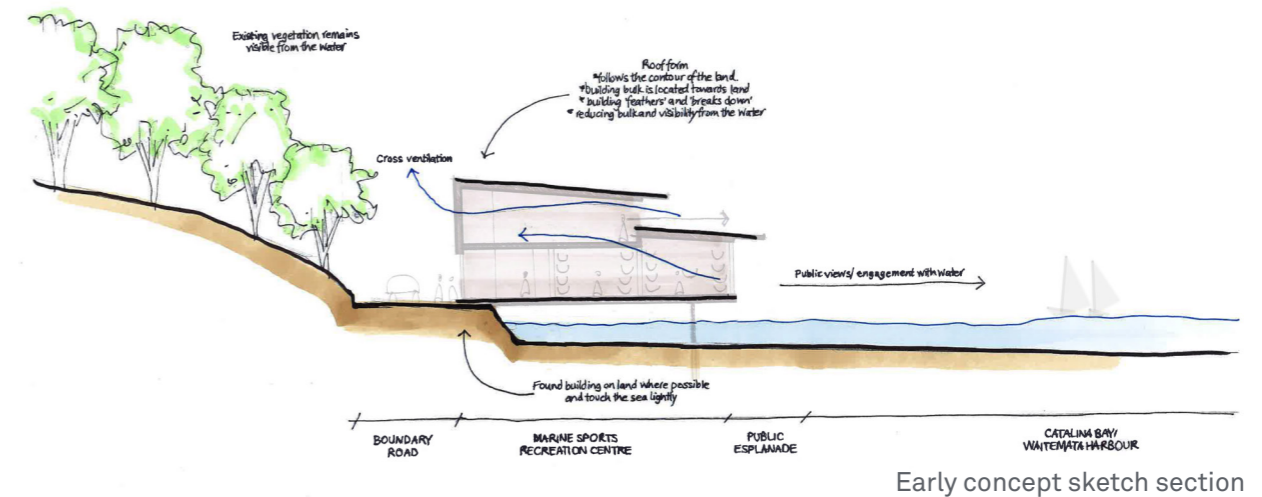 Existing vegetation remains
visible from the water
Roof form
*follows the contour of the land
*building bulk is located towards land
*building 'feathers' and 'breaks down'
*reducing bulk and visibility from the water
Cross ventilation
Public views/ engagement with water
Found building on land where possible
and touch the sea lightly
BOUNDARY
ROAD
MARINE SPORTS
RECREATION CENTRE
PUBLIC
ESPLANADE
CATALINA BAY/
WAITEMATA HARBOUR
Early concept sketch section